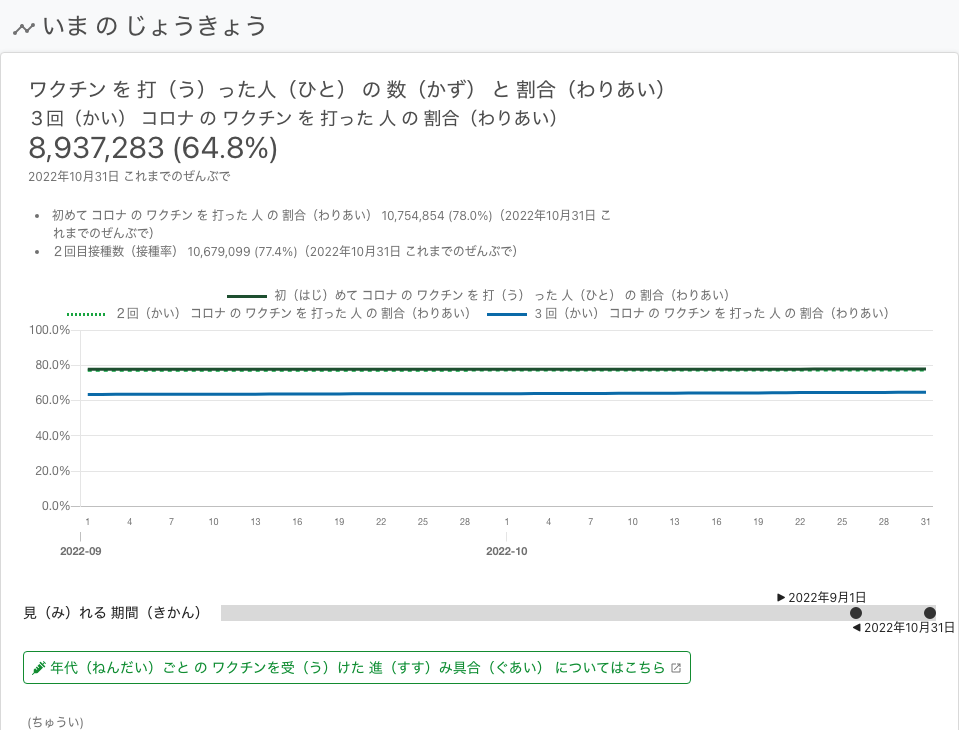 いま の じょうきょう
ワクチン を 打（う）った人（ひと） の 数（かず） と 割合（わりあい）
３回（かい） コロナ の ワクチン を 打った 人 の 割合（わりあい）
8,937,283 (64.8%)
2022年10月31日 これまでのぜんぶで
• 初めて コロナ の ワクチン を 打った 人 の 割合（わりあい） 10,754,854 (78.0%)（2022年10月31日 こ
れまでのぜんぶで）
• ２回目接種数（接種率） 10,679,099 (77.4%)（2022年10月31日 これまでのぜんぶで）
初（はじ）めて コロナ の ワクチン を 打（う） った 人（ひと） の 割合（わりあい）
２回（かい） コロナ の ワクチン を 打った 人 の 割合（わりあい） ３回（かい） コロナ の ワクチン を 打った 人 の 割合（わりあい）
100.0%
80.0%
60.0%
40.0%
20.0%
0.0%
1 4 7 10 13 16 19 22 25 28 1 4 7 10 13 16 19 22 25 28 31
2022-09 2022-10
▶ 2022年9月1日
見（み）れる 期間（きかん）
◀ 2022年10月31日
年代（ねんだい）ごと の ワクチンを受（う）けた 進（すす）み具合（ぐあい） についてはこちら
(ちゅうい)